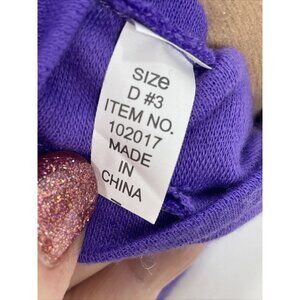 Size
D #3
ITEM NO.
102017
MADE
IN
CHINA